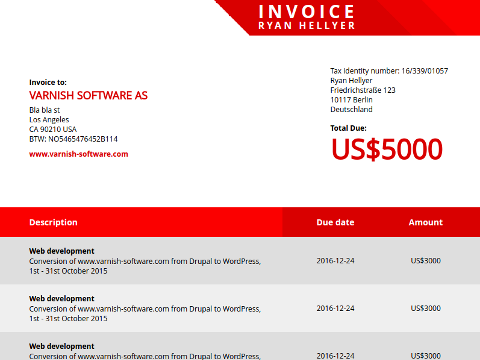 INVOICE
RYAN HELLYER
Tax identity number: 16/339/01057
Ryan Hellyer
Friedrichstraße 123
10117 Berlin
Deutschland
Total Due:
US$5000
Invoice to:
VARNISH SOFTWARE AS
Bla bla st
Los Angeles
CA 90210 USA
BTW: NO5465476452B114
www.varnish-software.com
Description Due date Amount
Web development
Conversion of www.varnish-software.com from Drupal to WordPress, 2016-12-24 US$3000
1st - 31st October 2015
Web development
Conversion of www.varnish-software.com from Drupal to WordPress, 2016-12-24 US$3000
1st - 31st October 2015
Web development
Conversion of www.varnish-software.com from Drupal to WordPress, 2016-12-24 US$3000